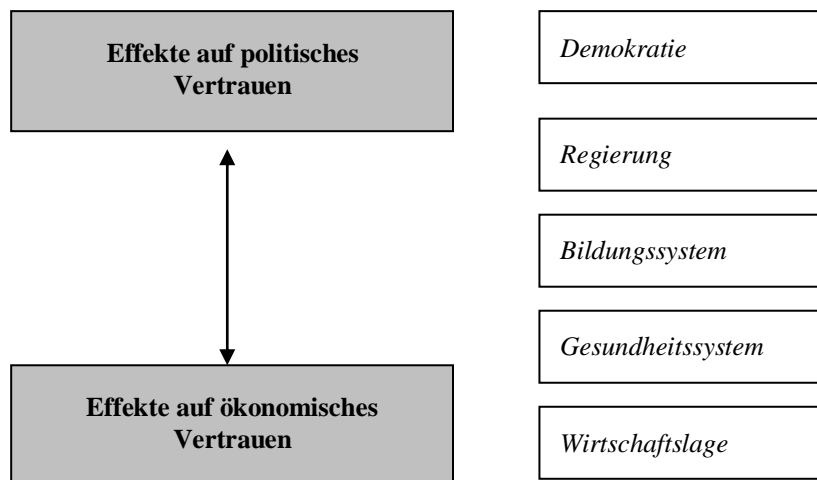 Effekte auf politisches
Vertrauen
Demokratie
Regierung
Bildungssystem
Gesundheitssystem
Effekte auf ökonomisches
Vertrauen
Wirtschaftslage